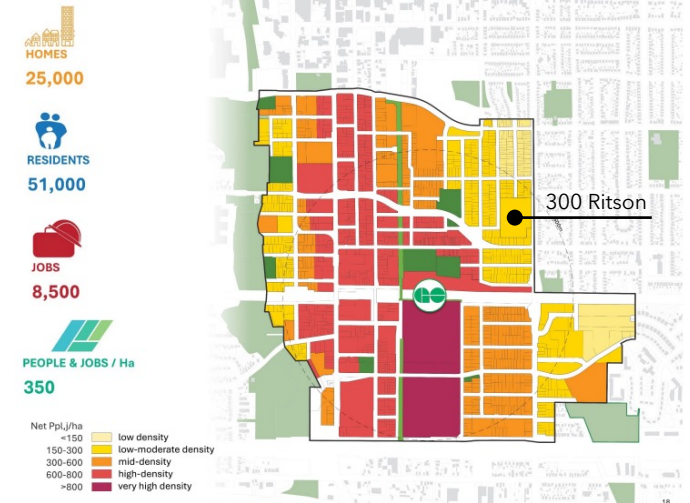 HOMES
25,000
RESIDENTS
51,000
JOBS
8,500
PEOPLE & JOBS / Ha
350
Net Ppl,j/ha
<150 low density
150-300 low-moderate density
300-600 mid-density
600-800 high-density
>800 very high density
300 Ritson
GO
18